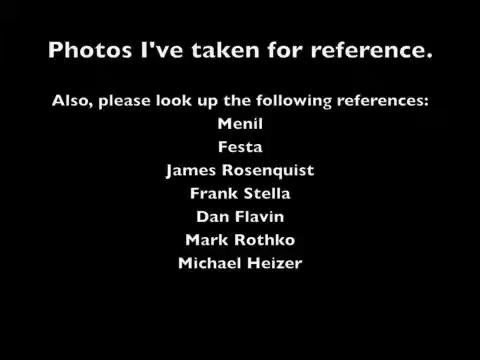 Photos I've taken for reference.
Also, please look up the following references:
Menil
Festa
James Rosenquist
Frank Stella
Dan Flavin
Mark Rothko
Michael Heizer